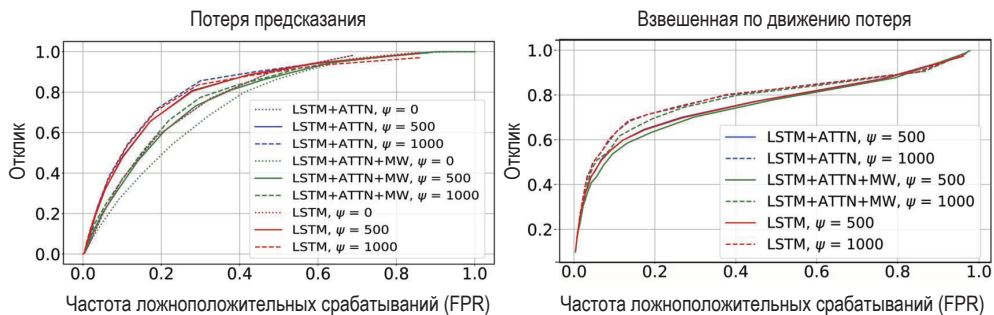 Потеря предсказания
1.0
0.8
0.6
0.4
0.2
0.0
Отклик
LSTM+ATTN, ψ = 0
LSTM+ATTN, ψ = 500
LSTM+ATTN, ψ = 1000
LSTM+ATTN+MW, ψ = 0
LSTM+ATTN+MW, ψ = 500
LSTM+ATTN+MW, ψ = 1000
LSTM, ψ = 0
LSTM, ψ = 500
LSTM, ψ = 1000
0.0 0.2 0.4 0.6 0.8 1.0
Частота ложноположительных срабатываний (FPR)
Взвешенная по движению потеря
1.0
0.8
0.6
0.4
0.2
Отклик
LSTM+ATTN, ψ = 500
LSTM+ATTN, ψ = 1000
LSTM+ATTN+MW, ψ = 500
LSTM+ATTN+MW, ψ = 1000
LSTM, ψ = 500
LSTM, ψ = 1000
0.0 0.2 0.4 0.6 0.8 1.0
Частота ложноположительных срабатываний (FPR)